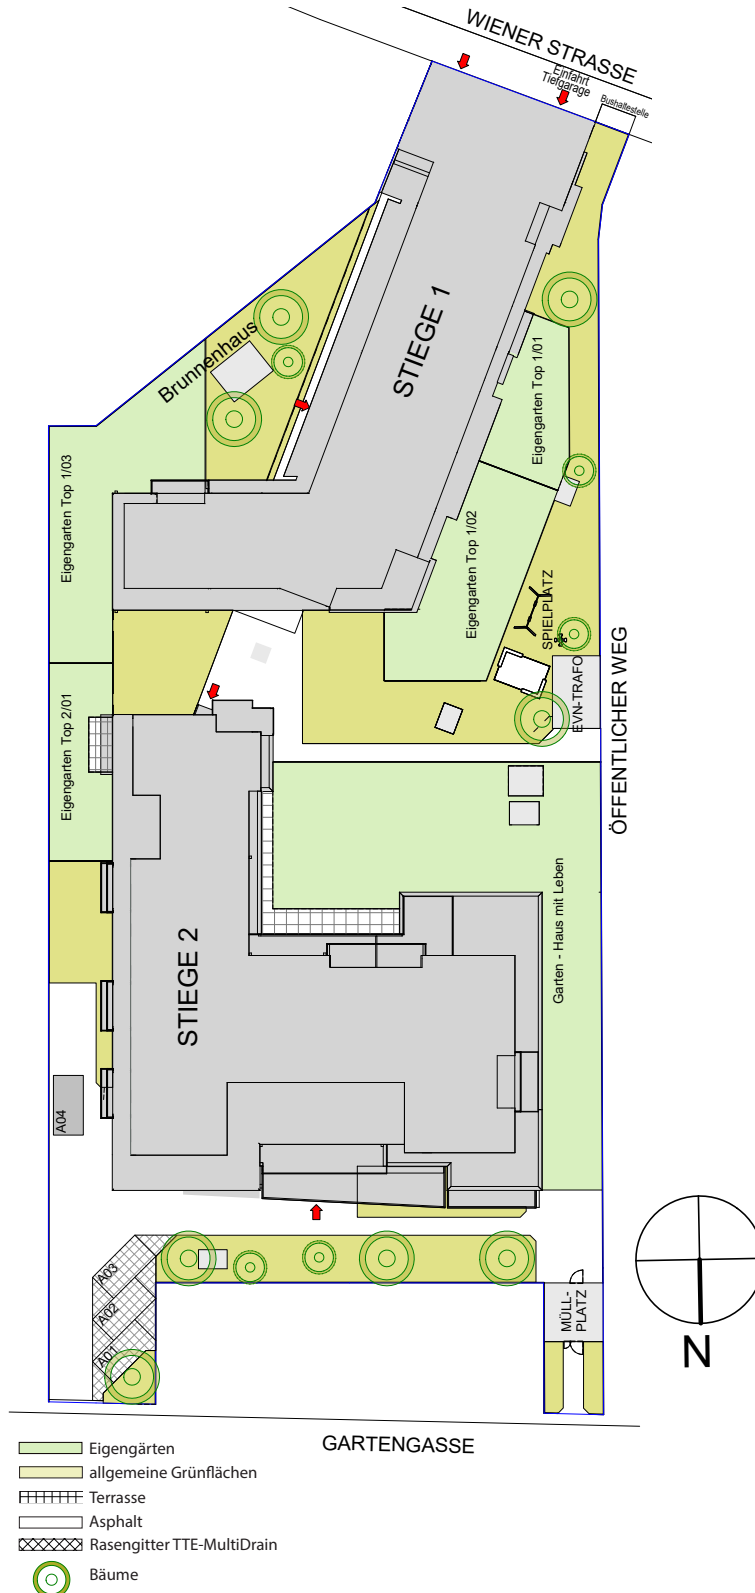 WIENER STRASSE
Einfahrt
Tiefgarage
Bushaltestelle
STIEGE 1
Brunnenhaus
Eigengarten Top 1/01
Eigengarten Top 1/03
Eigengarten Top 1/02
SPIELPLATZ
EVN-TRAFO
ÖFFENTLICHER WEG
Eigengarten Top 2/01
STIEGE 2
Garten - Haus mit Leben
A04
A03
A02
A01
MÜLL-
PLATZ
N
GARTENGASSE
Eigengärten
allgemeine Grünflächen
Terrasse
Asphalt
Rasengitter TTE-MultiDrain
Bäume